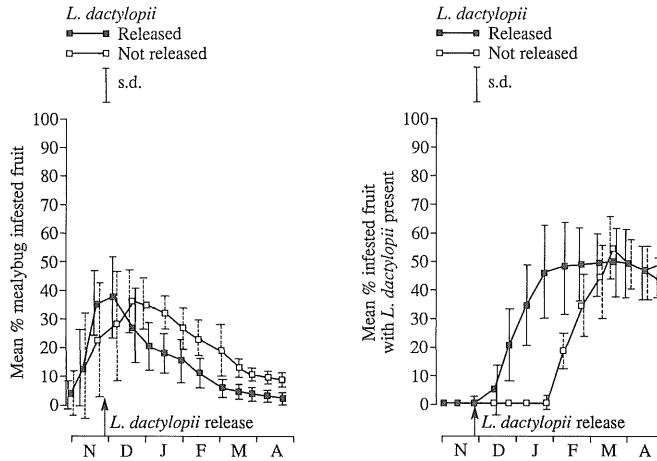 L. dactylopii
Released
Not released
s.d.
100
90
80
70
60
50
40
30
20
10
0
Mean % mealybug infested fruit
L. dactylopii release
N D J F M A
L. dactylopii
Released
Not released
s.d.
100
90
80
70
60
50
40
30
20
10
0
Mean % infested fruit
with L. dactylopii present
L. dactylopii release
N D J F M A